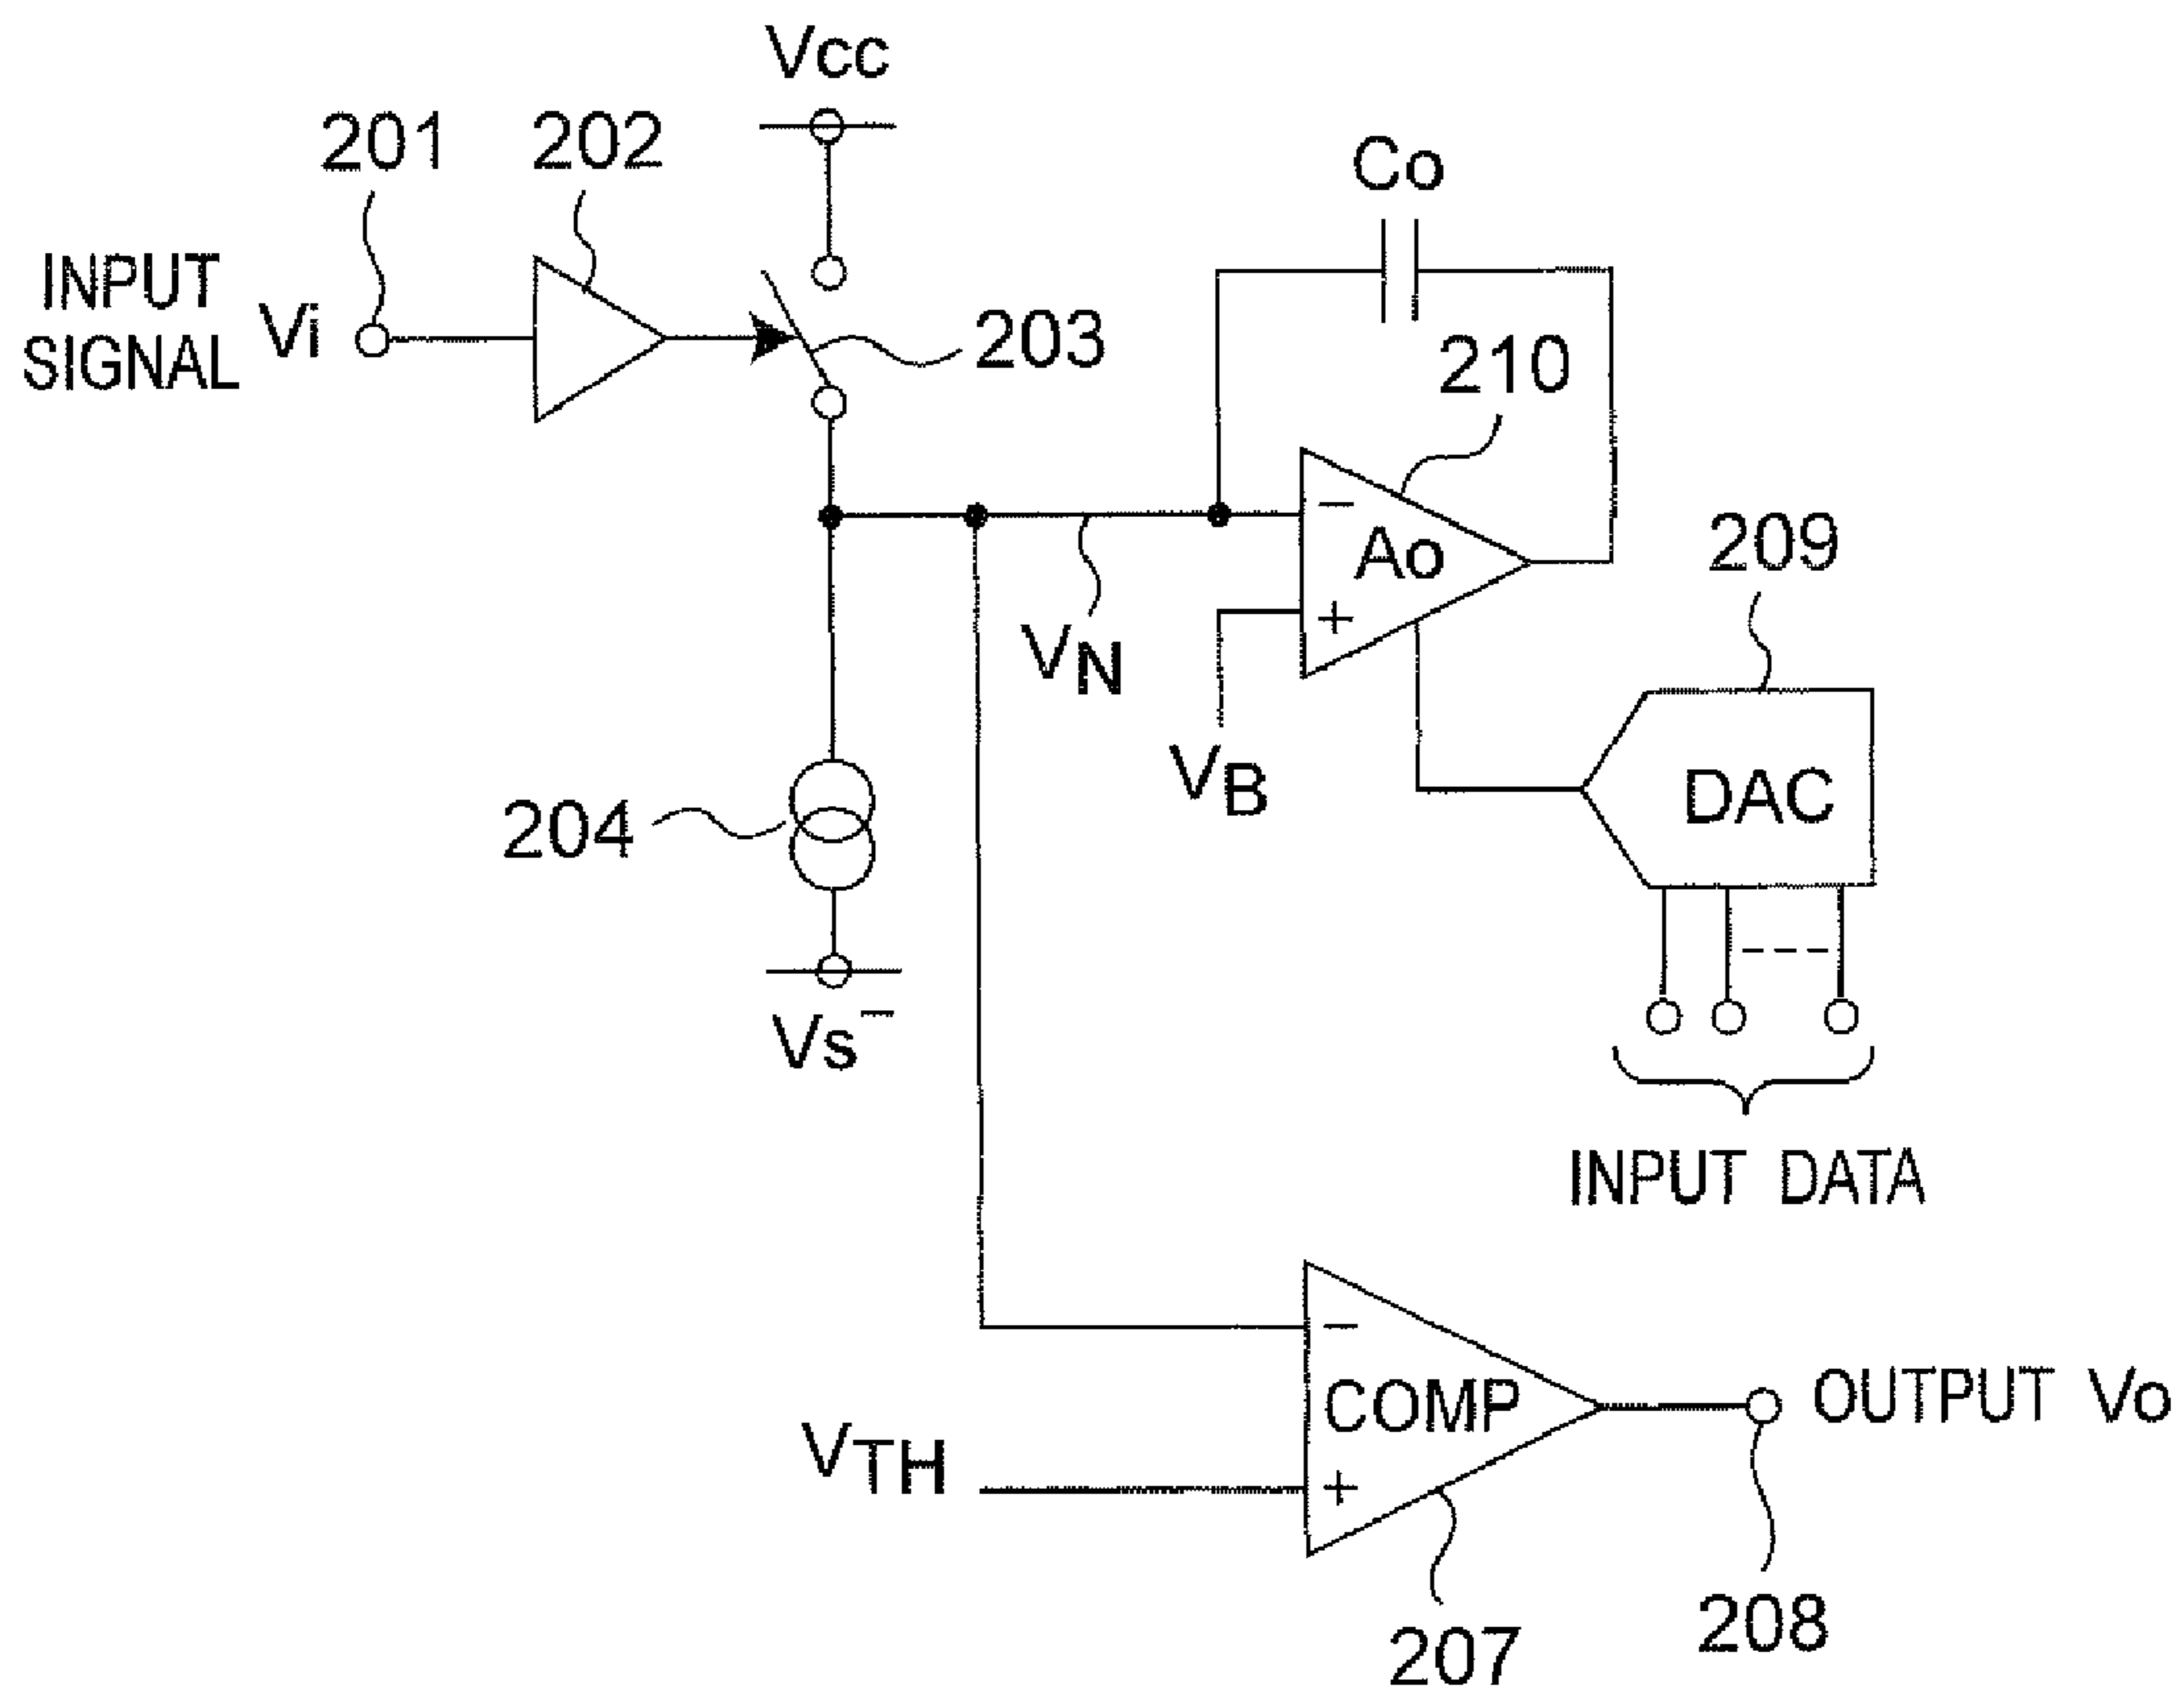 Vcc
201
202
Co
INPUT
SIGNAL
Vi
203
210
−
Ao
+
209
VN
VB
DAC
204
Vs−
INPUT DATA
−
COMP
+
OUTPUT Vo
VTH
207
208